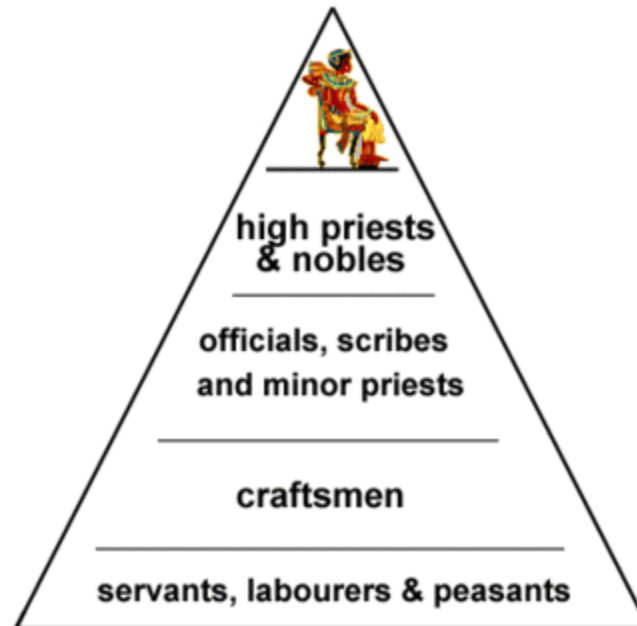 high priests
& nobles
officials, scribes
and minor priests
craftsmen
servants, labourers & peasants